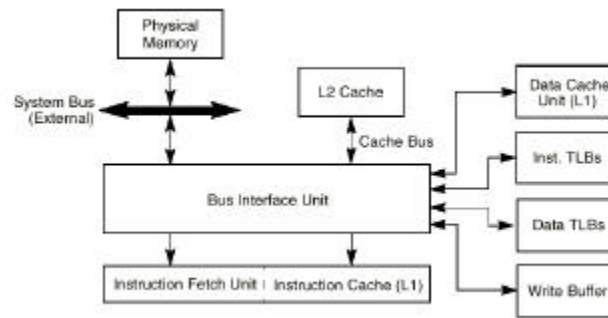 Physical
Memory
System Bus
(External)
L2 Cache
Cache Bus
Data Cache
Unit (L1)
Inst. TLBs
Bus Interface Unit
Data TLBs
Instruction Fetch Unit
Instruction Cache (L1)
Write Buffer